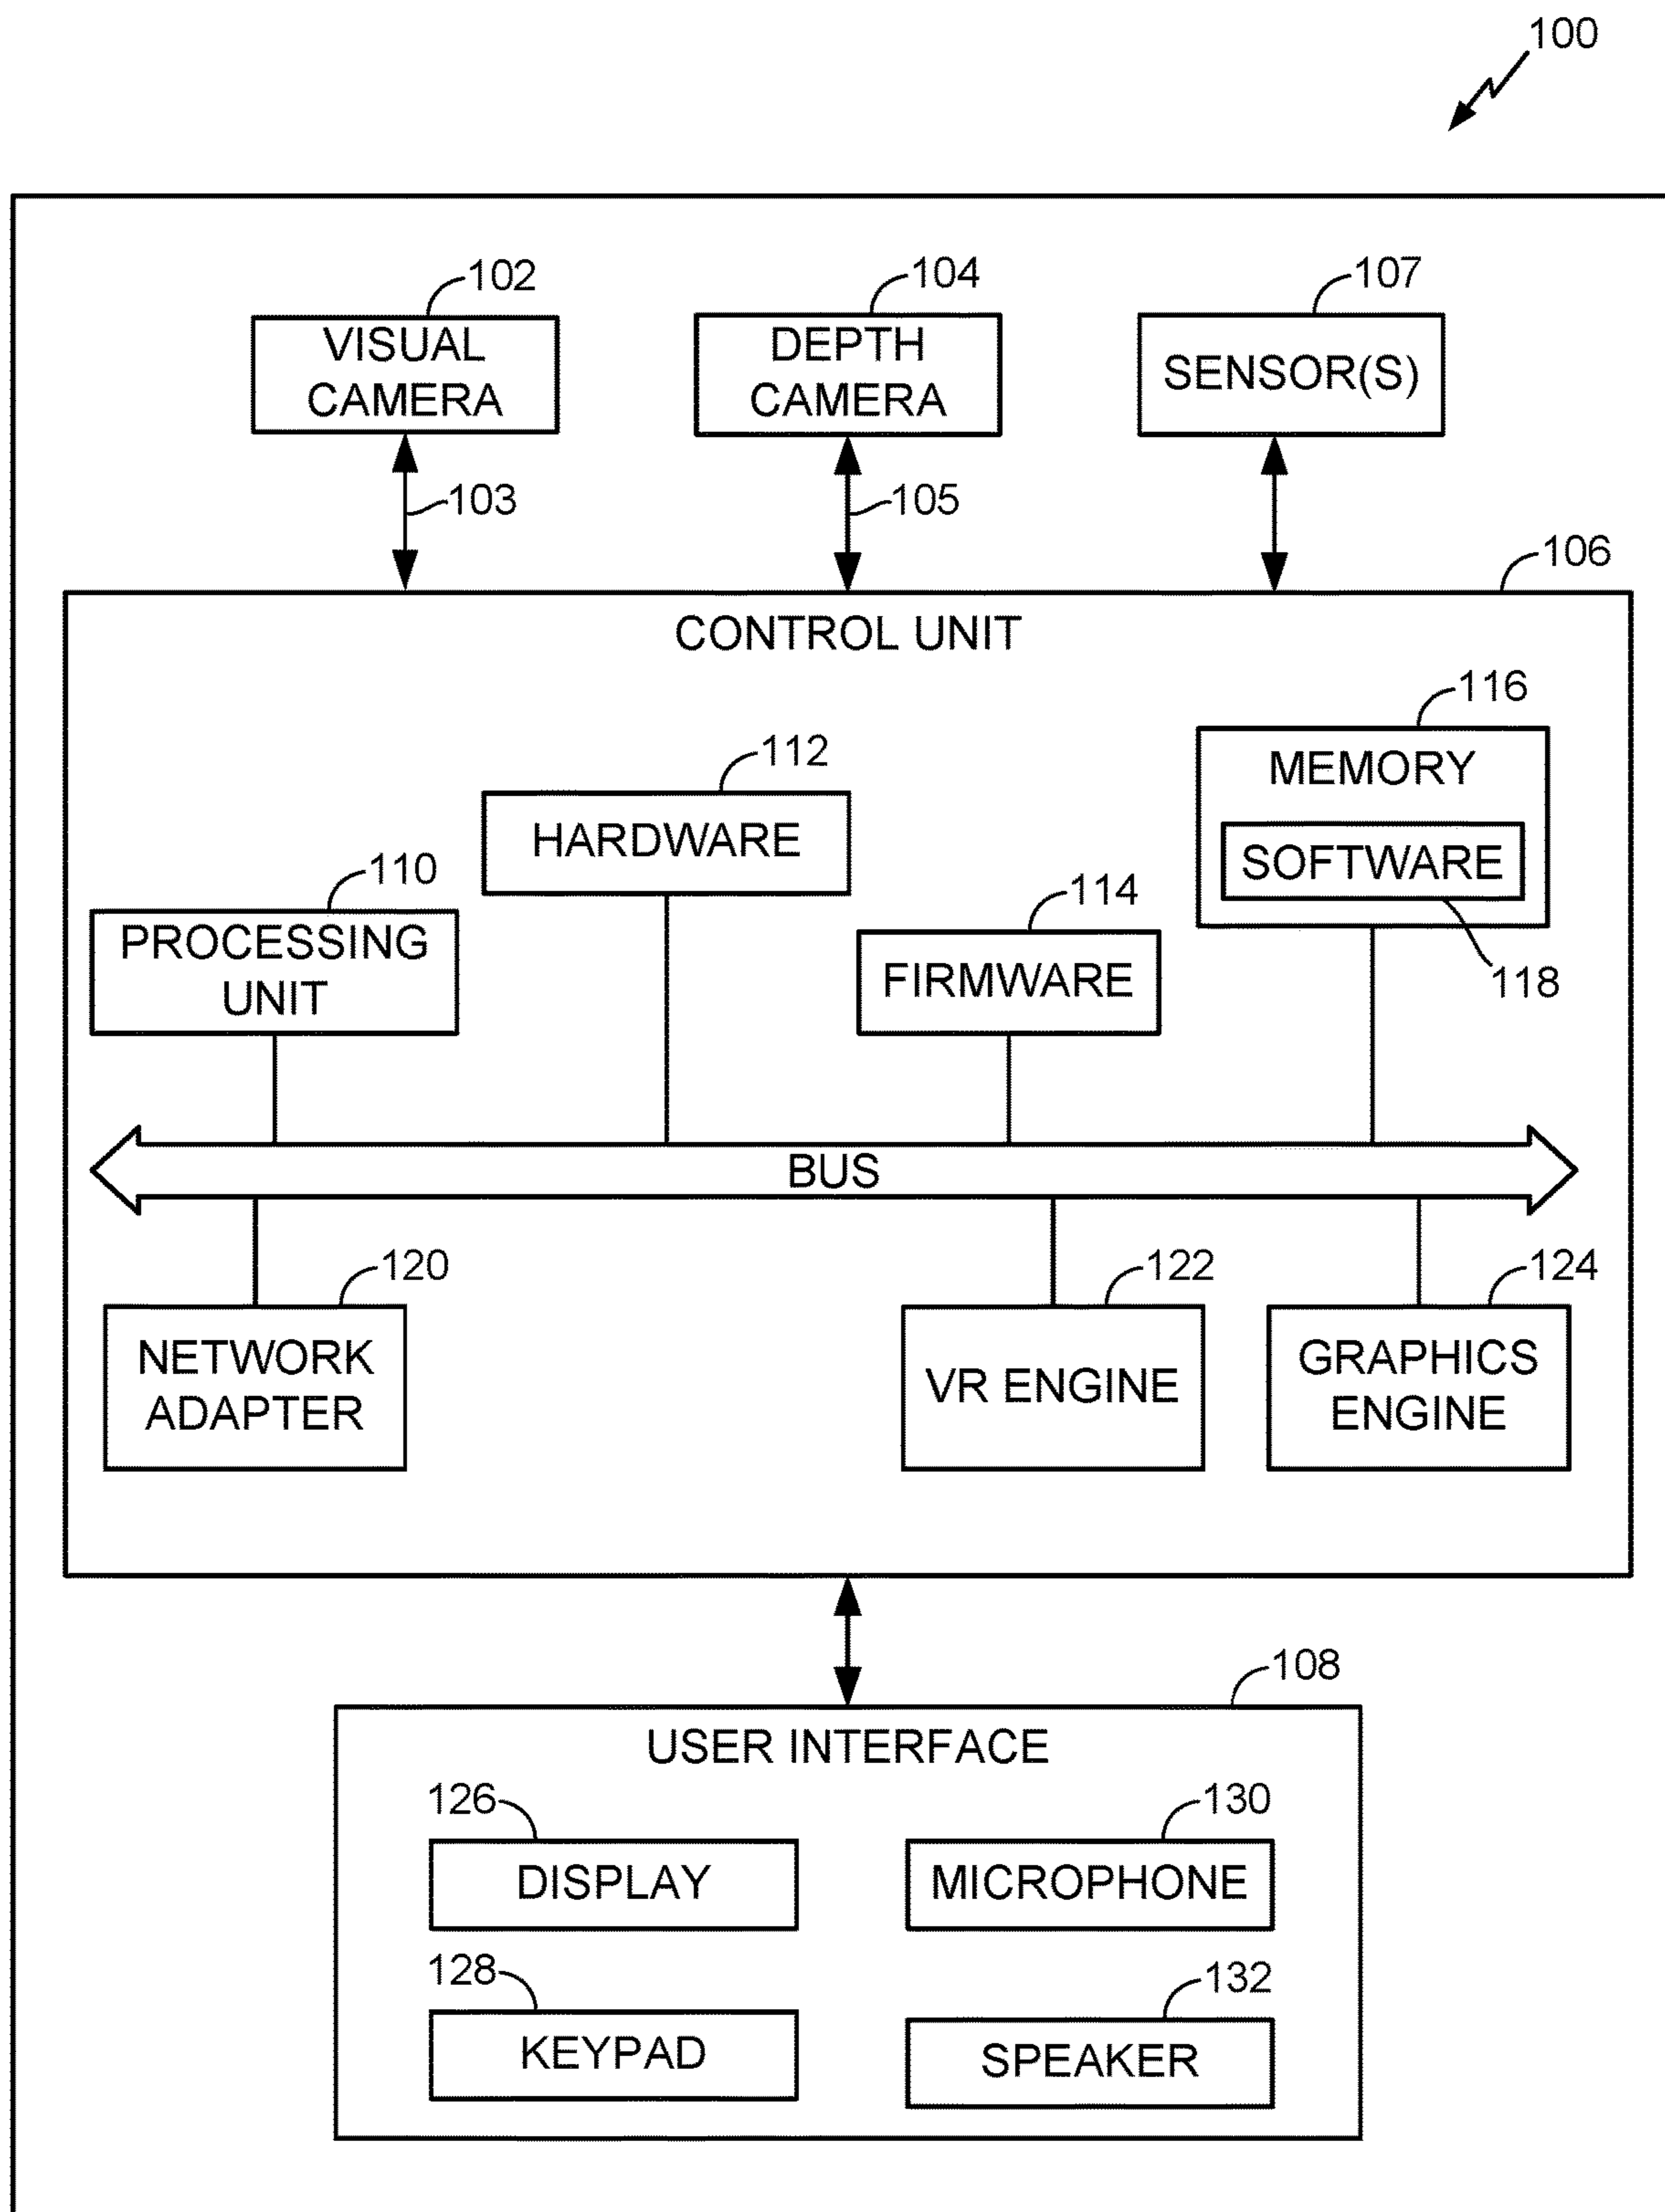 100
102
104
107
VISUAL
CAMERA
DEPTH
CAMERA
SENSOR(S)
103
105
106
CONTROL UNIT
116
MEMORY
112
HARDWARE
SOFTWARE
110
114
PROCESSING
UNIT
FIRMWARE
118
BUS
120
122
124
NETWORK
ADAPTER
VR ENGINE
GRAPHICS
ENGINE
108
USER INTERFACE
126
130
DISPLAY
MICROPHONE
128
132
KEYPAD
SPEAKER